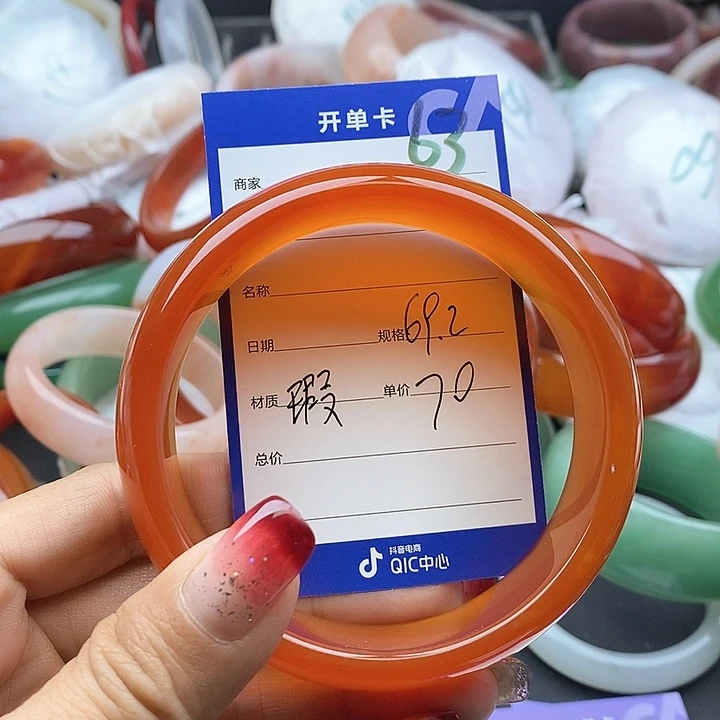 开单卡
63
商家
名称
日期 规格 69.2
材质 瑕 单价 70
总价
抖音电商
QIC中心